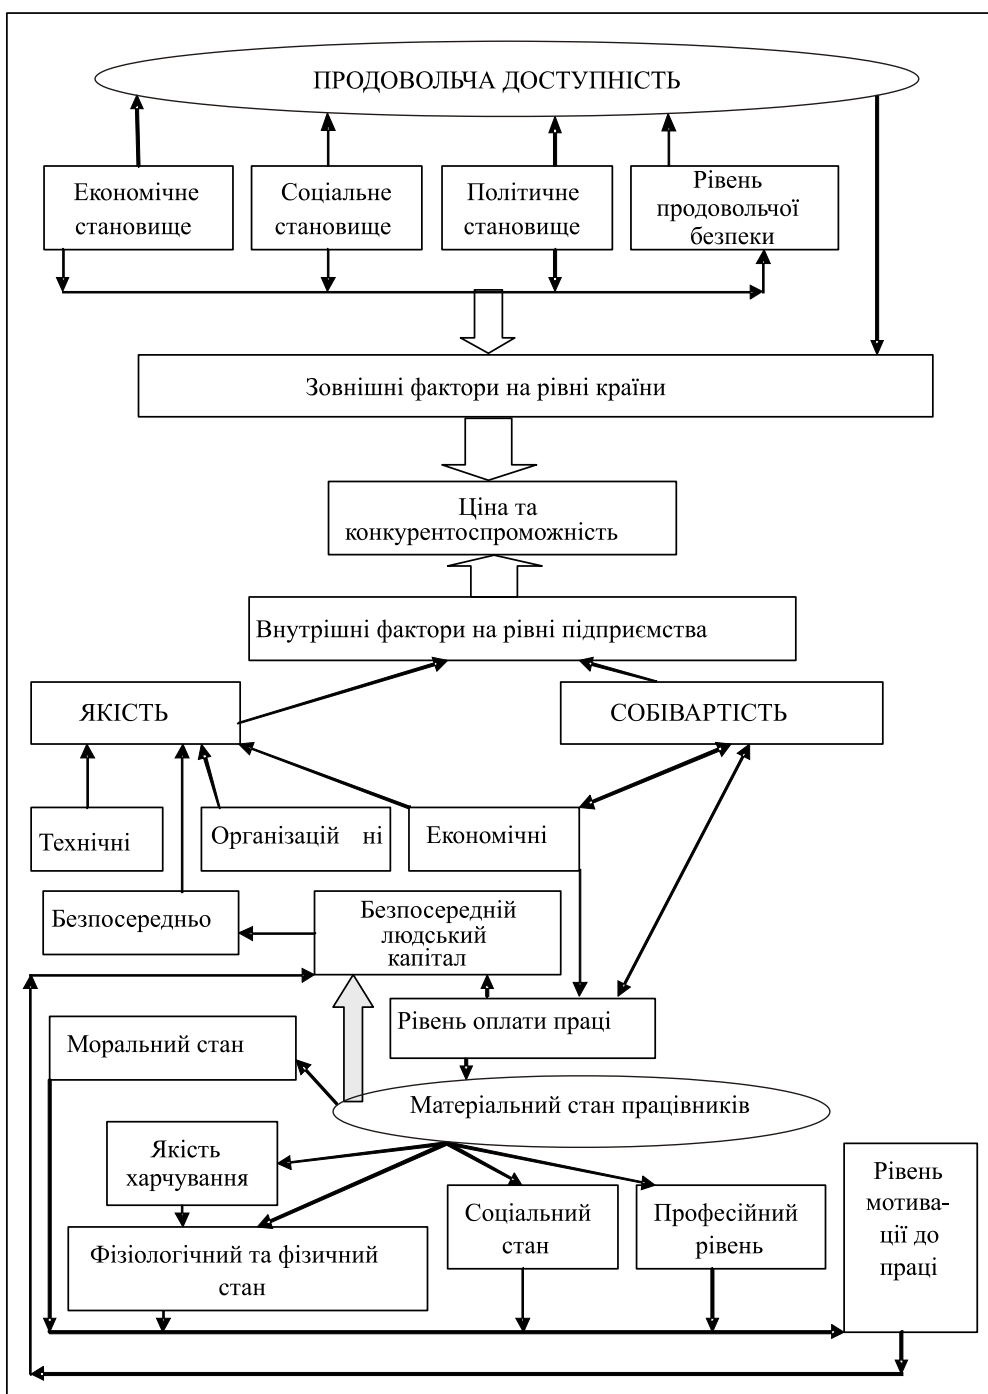 ПРОДОВОЛЬЧА ДОСТУПНІСТЬ
Економічне
становище
Соціальне
становище
Політичне
становище
Рівень
продовольчої
безпеки
Зовнішні фактори на рівні країни
Ціна та
конкурентоспроможність
Внутрішні фактори на рівні підприємства
ЯКІСТЬ
СОБІВАРТІСТЬ
Технічні
Організацій ні
Економічні
Безпосередньо
Безпосередній
людський
капітал
Рівень оплати праці
Моральний стан
Матеріальний стан працівників
Якість
харчування
Соціальний
стан
Професійний
рівень
Рівень
мотива-
ції до
праці
Фізіологічний та фізичний
стан